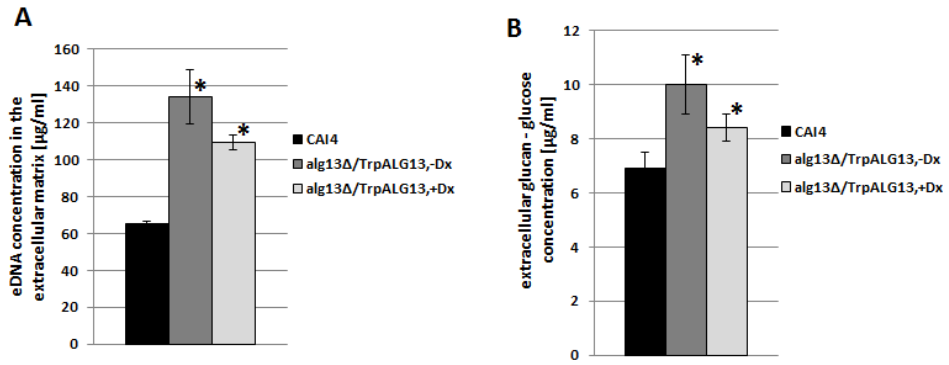 A
eDNA concentration in the
extracellular matrix [µg/ml]
160
140
120
100
80
60
40
20
0
*
*
CAI4
alg13Δ/TrpALG13,-Dx
alg13Δ/TrpALG13,+Dx
B
extracellular glucan - glucose
concentration [µg/ml]
12
10
8
6
4
2
0
*
*
CAI4
alg13Δ/TrpALG13,-Dx
alg13Δ/TrpALG13,+Dx